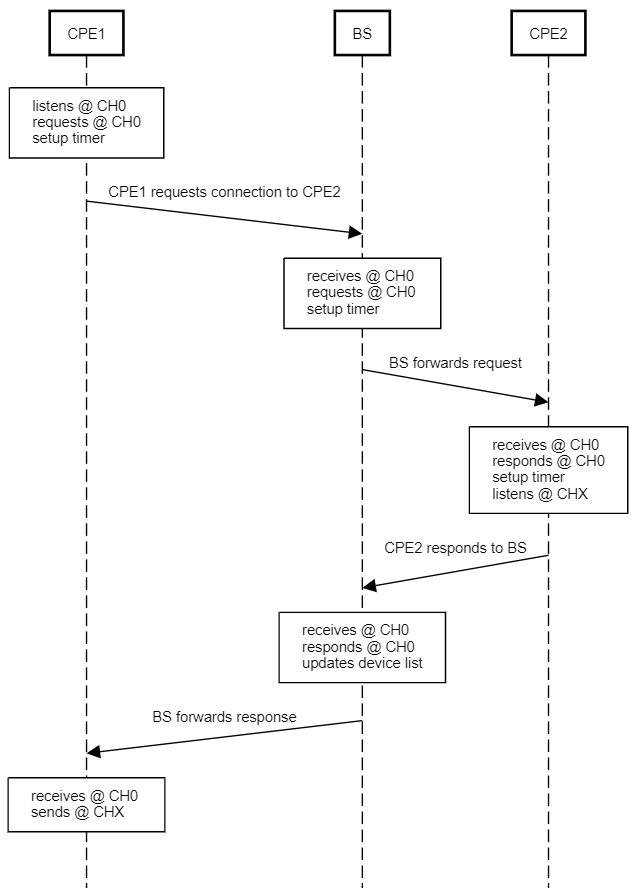 CPE1
BS
CPE2
listens @ CH0
requests @ CH0
setup timer
CPE1 requests connection to CPE2
receives @ CH0
requests @ CH0
setup timer
BS forwards request
receives @ CH0
responds @ CH0
setup timer
listens @ CHX
CPE2 responds to BS
receives @ CH0
responds @ CH0
updates device list
BS forwards response
receives @ CH0
sends @ CHX